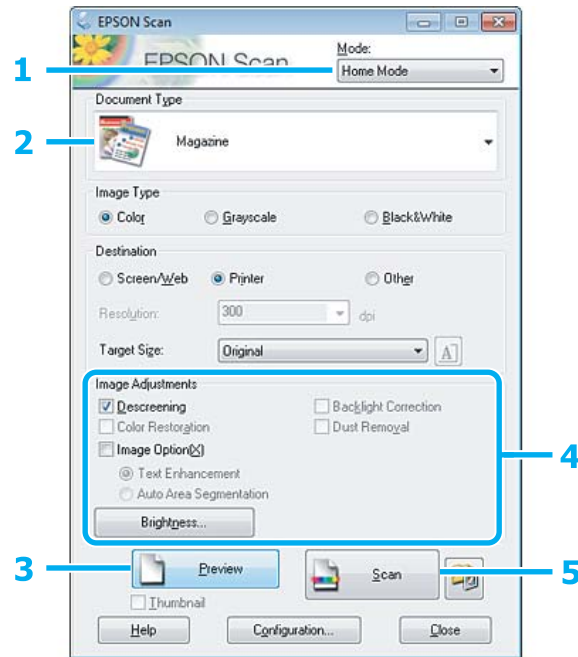 EPSON Scan
EPSON Scan
Mode:
1
Home Mode
Document Type
2
Magazine
Image Type
Color Grayscale Black&White
Destination
Screen/Web Printer Other
Resolution: 300 dpi
Target Size: Original A
Image Adjustments
Descreening Backlight Correction
Color Restoration Dust Removal
Image Option(X)
4
Text Enhancement
Auto Area Segmentation
Brightness...
3 Preview Scan 5
Thumbnail
Help Configuration... Close